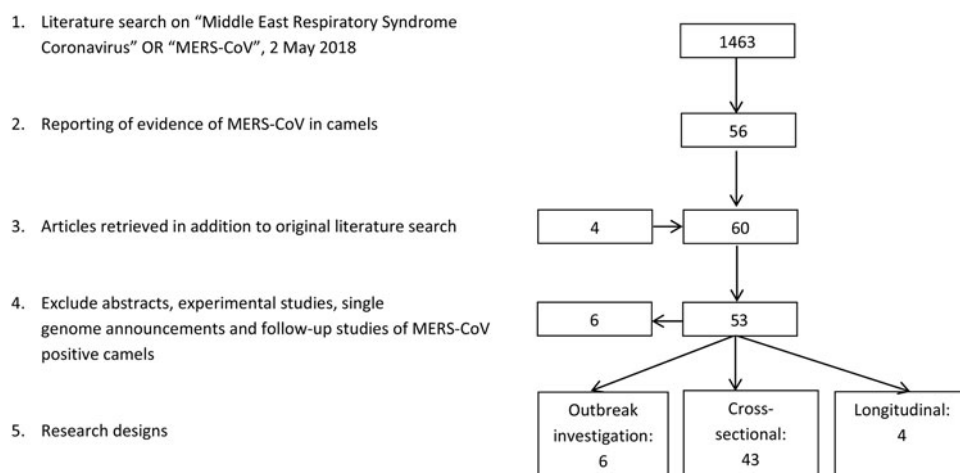 1. Literature search on “Middle East Respiratory Syndrome
Coronavirus” OR “MERS-CoV”, 2 May 2018
1463
2. Reporting of evidence of MERS-CoV in camels
56
3. Articles retrieved in addition to original literature search
4
60
4. Exclude abstracts, experimental studies, single
genome announcements and follow-up studies of MERS-CoV
positive camels
6
53
5. Research designs
Outbreak
investigation:
6
Cross-
sectional:
43
Longitudinal:
4